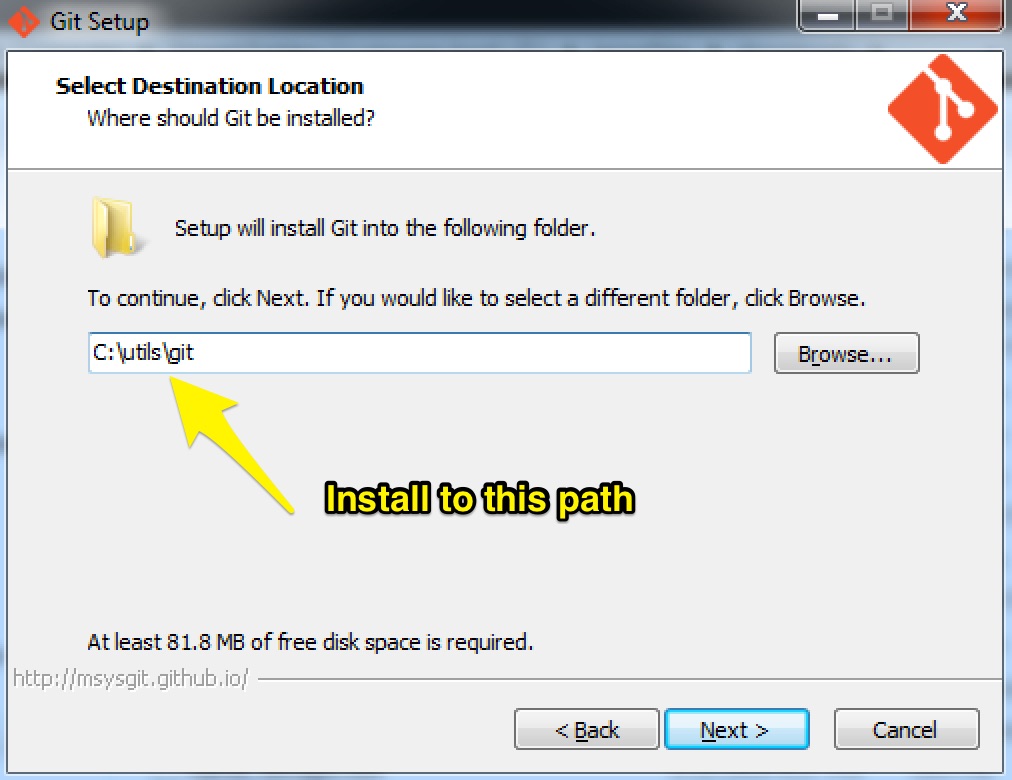 Git Setup
Select Destination Location
Where should Git be installed?
Setup will install Git into the following folder.
To continue, click Next. If you would like to select a different folder, click Browse.
C:\utils\git
Browse...
Install to this path
At least 81.8 MB of free disk space is required.
http://msysgit.github.io/
< Back
Next >
Cancel